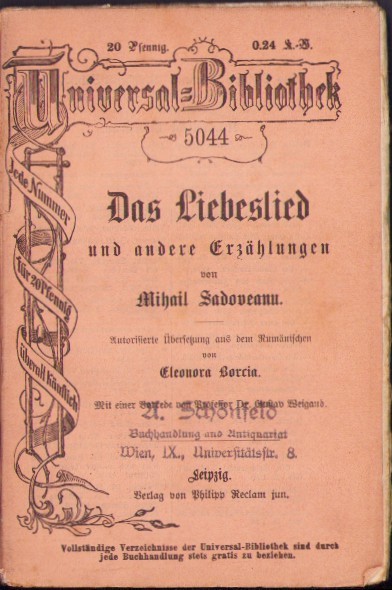 20 Pfennig. 0.24 K.-W.
Universal-Bibliothek
5044
Jede Nummer
für 20 Pfennig
überall käuflich
Das Liebeslied
und andere Erzählungen
von
Mihail Sadoveanu.
Autorisierte Übersetzung aus dem Rumänischen
von
Eleonora Borcia.
Mit einer Vorrede von Professor Dr. Gustav Weigand.
A. Schönfeld
Buchhandlung und Antiquariat
Wien, IX., Universitätsstr. 8.
Leipzig.
Verlag von Philipp Reclam jun.
Vollständige Verzeichnisse der Universal-Bibliothek sind durch
jede Buchhandlung stets gratis zu beziehen.